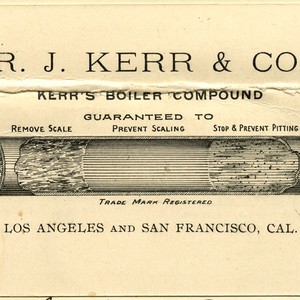 R. J. KERR & CO
KERR'S BOILER COMPOUND
GUARANTEED TO
REMOVE SCALE PREVENT SCALING STOP & PREVENT PITTING
TRADE MARK REGISTERED
LOS ANGELES AND SAN FRANCISCO, CAL.